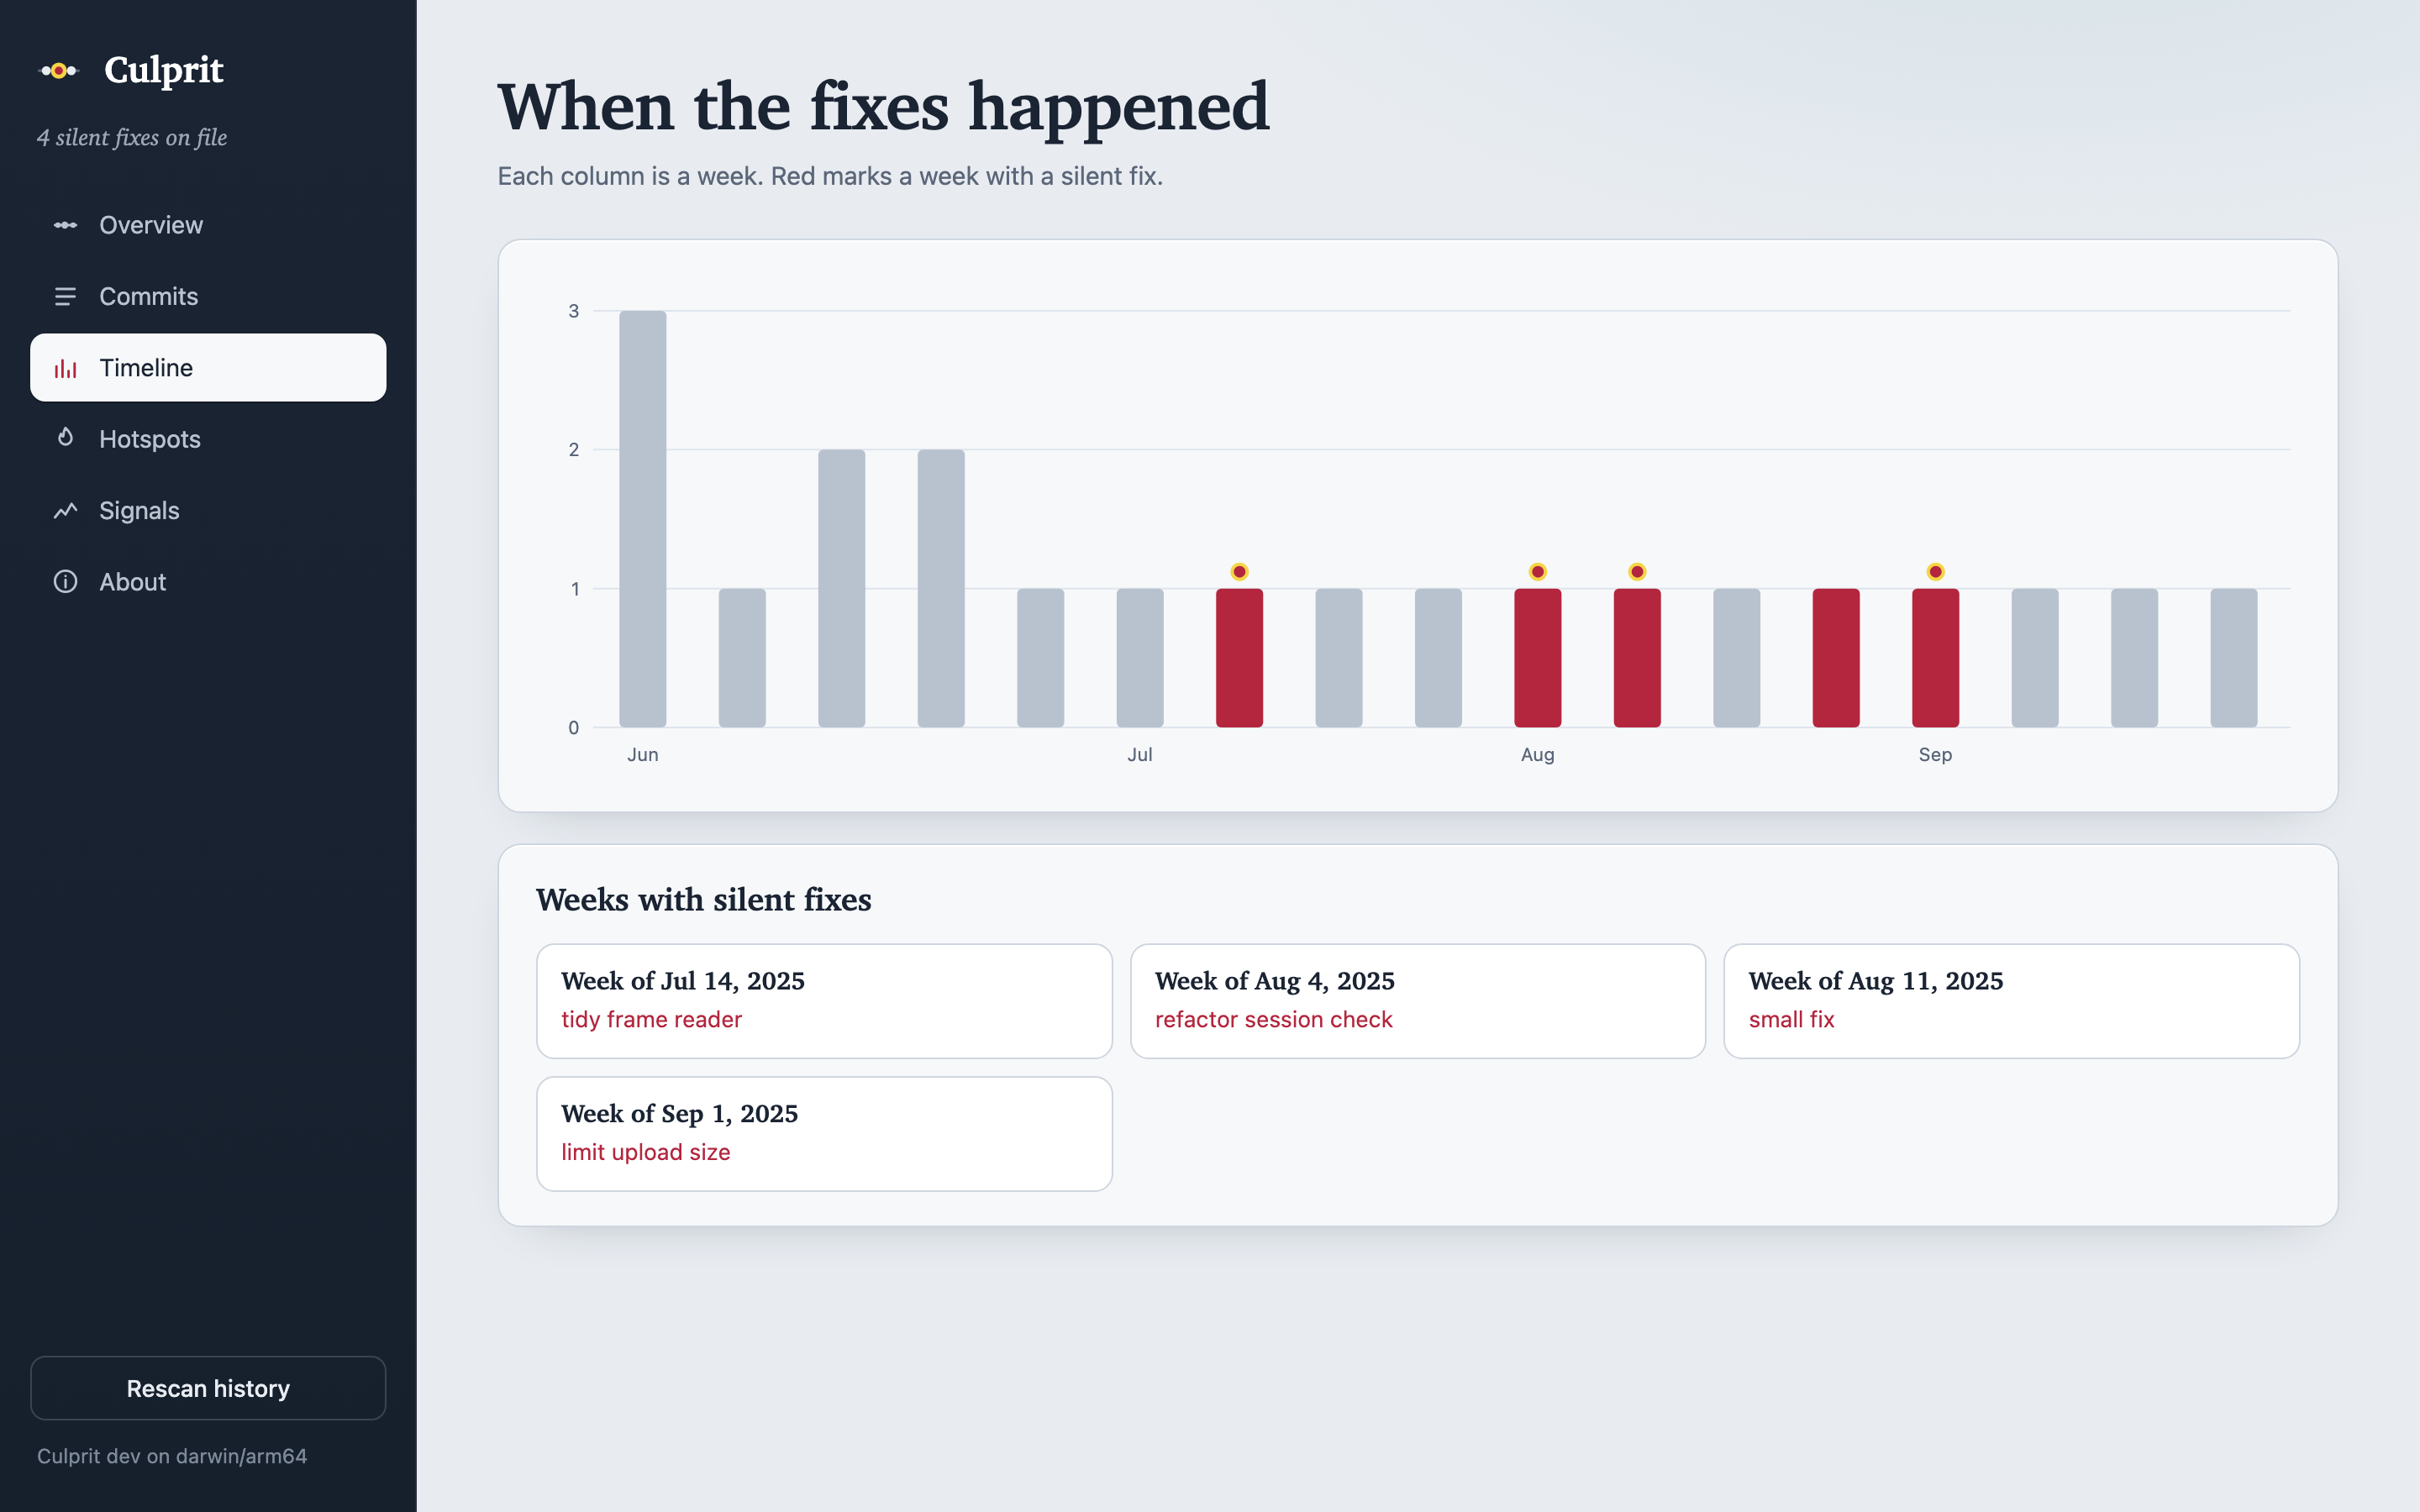 Culprit
4 silent fixes on file
Overview
Commits
Timeline
Hotspots
Signals
About
Rescan history
Culprit dev on darwin/arm64
When the fixes happened
Each column is a week. Red marks a week with a silent fix.
3
2
1
0
Jun
Jul
Aug
Sep
Weeks with silent fixes
Week of Jul 14, 2025
tidy frame reader
Week of Aug 4, 2025
refactor session check
Week of Aug 11, 2025
small fix
Week of Sep 1, 2025
limit upload size